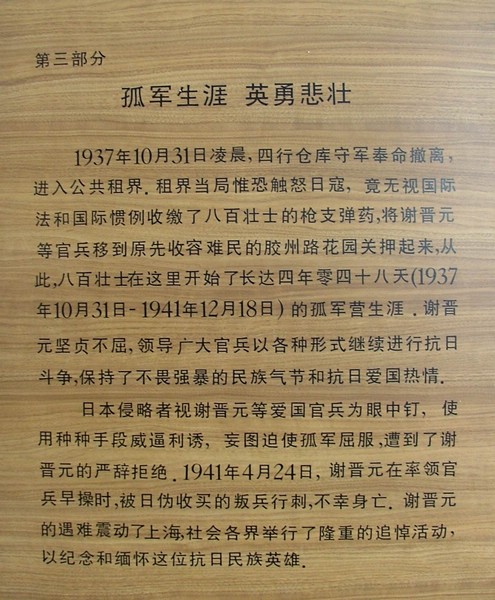 第三部分
孤军生涯 英勇悲壮
1937年10月31日凌晨，四行仓库守军奉命撤离，
进入公共租界．租界当局惟恐触怒日寇，竟无视国际
法和国际惯例收缴了八百壮士的枪支弹药,将谢晋元
等官兵移到原先收容难民的胶州路花园关押起来,从
此,八百壮士在这里开始了长达四年零四十八天(1937
年10月31日-1941年12月18日)的孤军营生涯．谢晋
元坚贞不屈,领导广大官兵以各种形式继续进行抗日
斗争,保持了不畏强暴的民族气节和抗日爱国热情．
日本侵略者视谢晋元等爱国官兵为眼中钉，使
用种种手段威逼利诱，妄图迫使孤军屈服,遭到了谢
晋元的严辞拒绝．1941年4月24日，谢晋元在率领官
兵早操时,被日伪收买的叛兵行刺,不幸身亡．谢晋元
的遇难震动了上海,社会各界举行了隆重的追悼活动，
以纪念和缅怀这位抗日民族英雄．